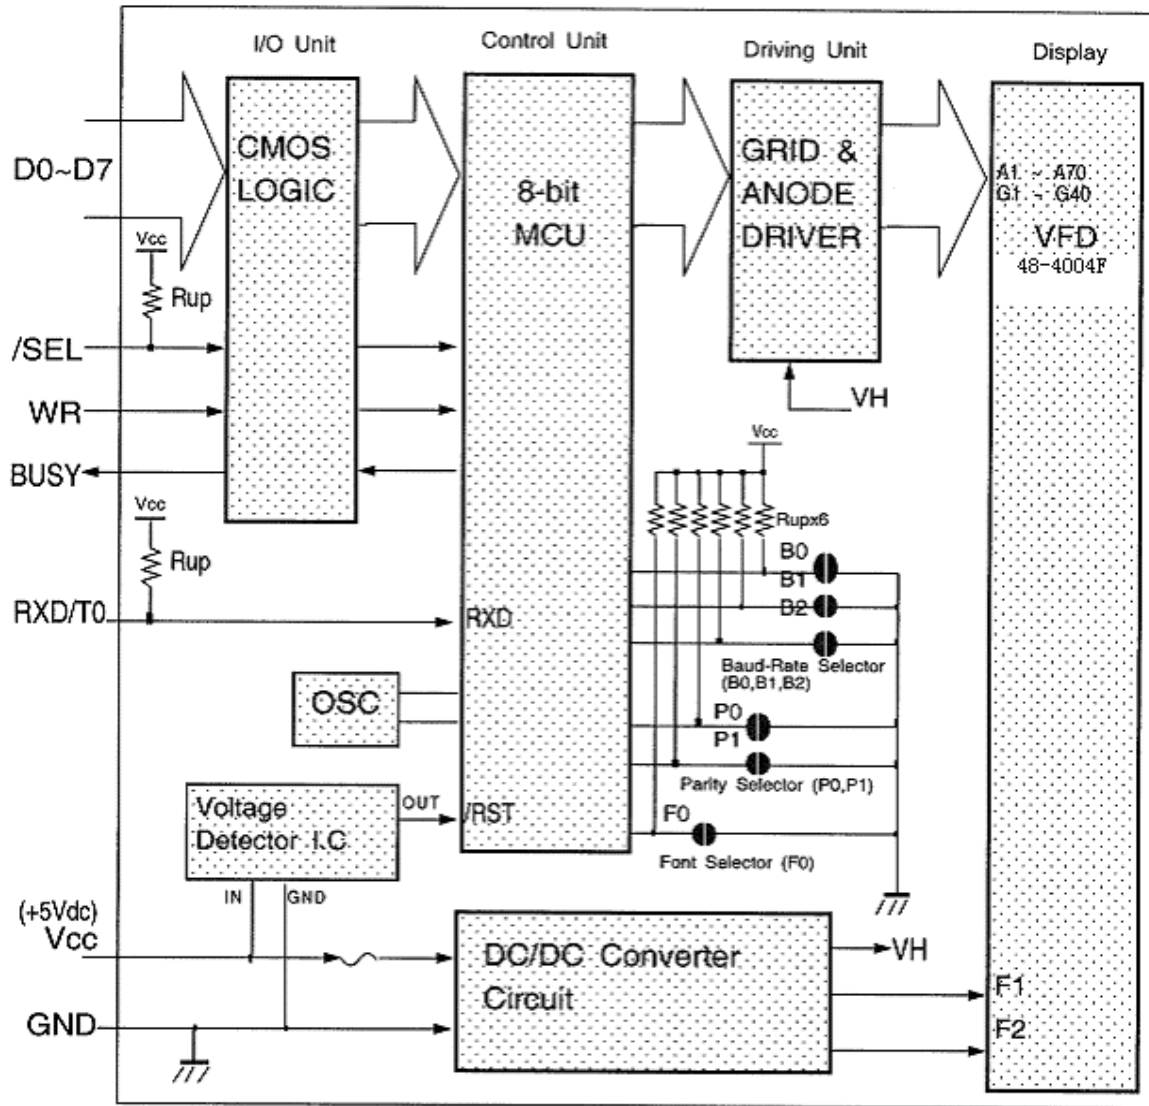 I/O Unit
Control Unit
Driving Unit
Display
D0~D7
CMOS
LOGIC
8-bit
MCU
GRID &
ANODE
DRIVER
A1 ~ A70
G1 ~ G40
VFD
48-4004F
Vcc
Rup
/SEL
WR
BUSY
VH
Vcc
Rupx6
Vcc
Rup
RXD/T0
RXD
B0
B1
B2
Baud-Rate Selector
(B0,B1,B2)
OSC
P0
P1
Parity Selector (P0,P1)
Voltage
Detector I.C
OUT
/RST
F0
Font Selector (F0)
IN
GND
(+5Vdc)
Vcc
DC/DC Converter
Circuit
VH
F1
F2
GND